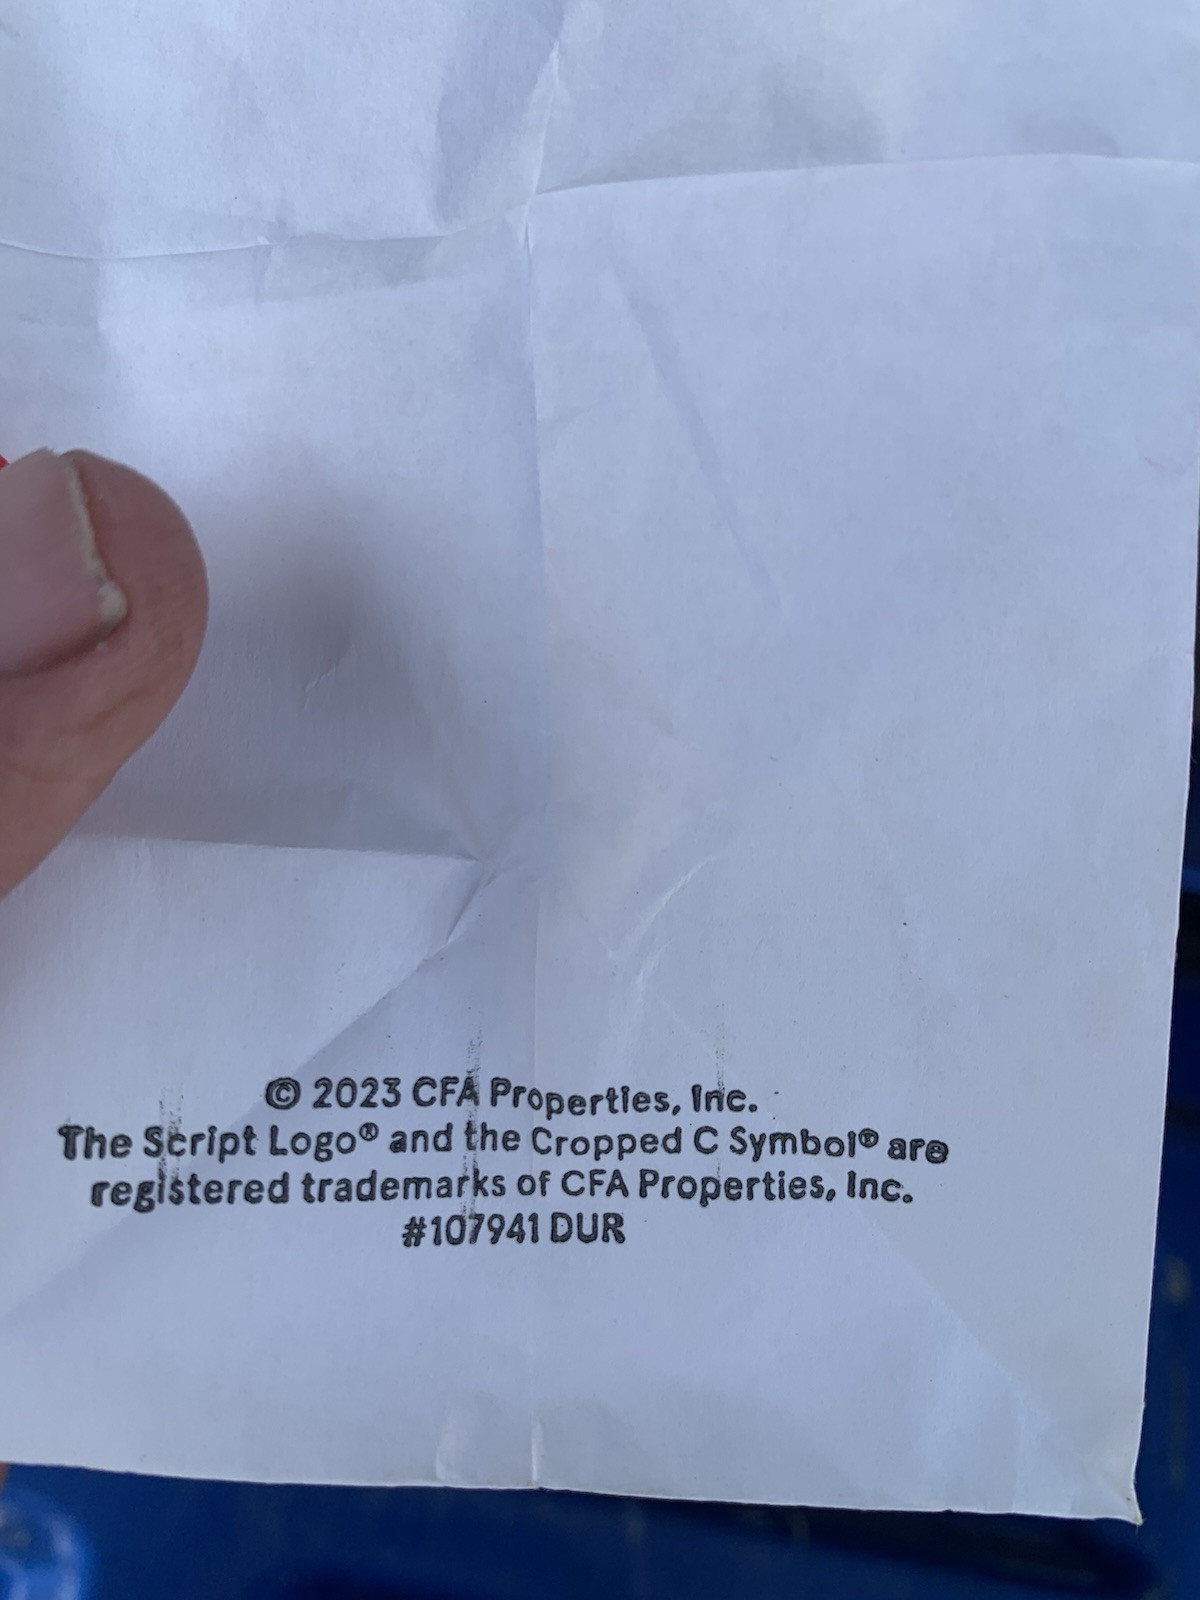 © 2023 CFA Properties, Inc.
The Script Logo® and the Cropped C Symbol® are
registered trademarks of CFA Properties, Inc.
#107941 DUR